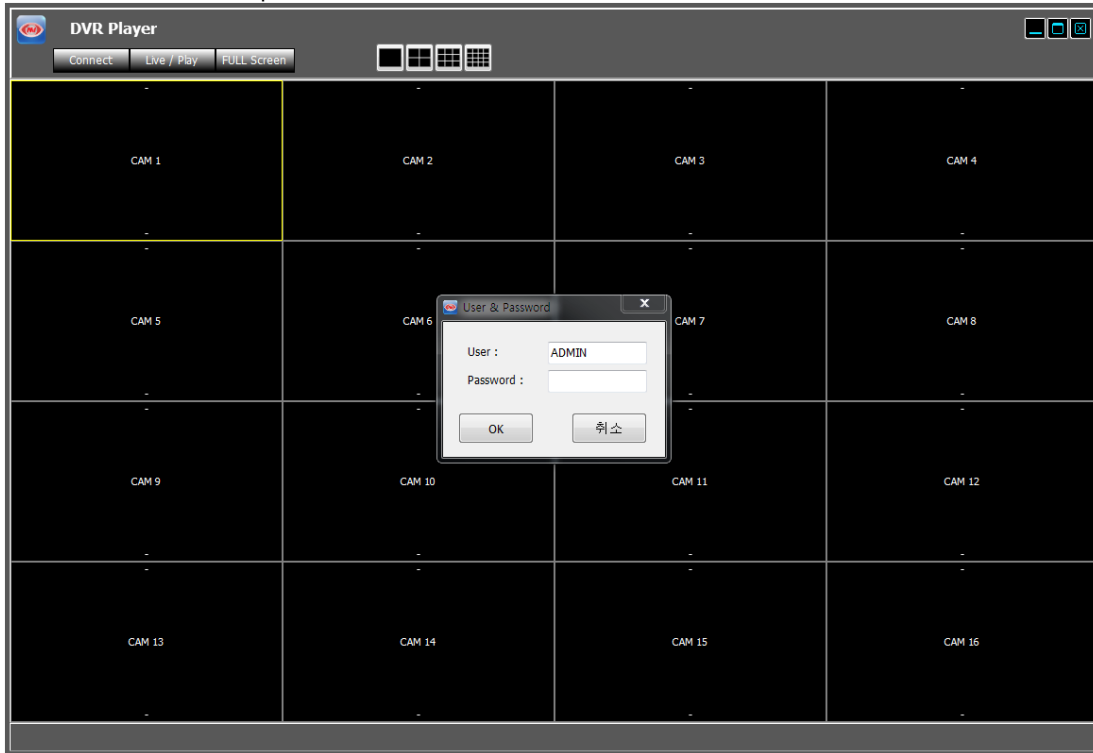 DVR Player
Connect Live / Play FULL Screen
-
-
-
-
CAM 1
CAM 2
CAM 3
CAM 4
-
-
-
-
-
-
-
-
CAM 5
CAM 6
CAM 7
CAM 8
User & Password
User :
ADMIN
Password :
OK
취소
-
-
-
-
-
-
-
CAM 9
CAM 10
CAM 11
CAM 12
-
-
-
-
-
-
-
-
CAM 13
CAM 14
CAM 15
CAM 16
-
-
-
-